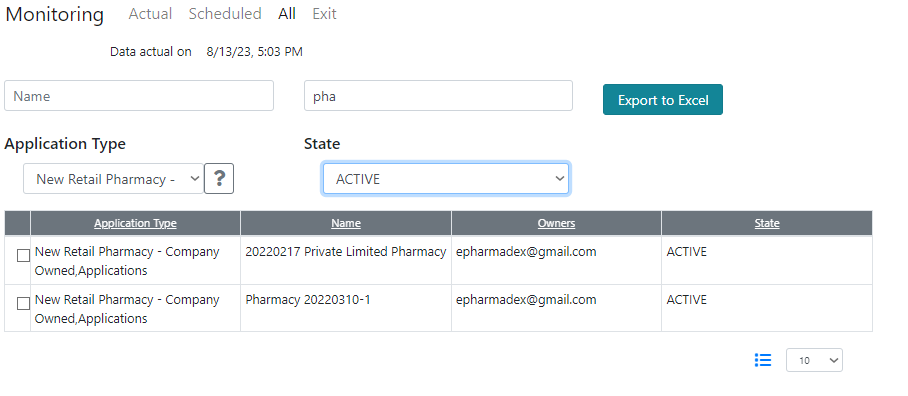 Monitoring Actual Scheduled All Exit
Data actual on 8/13/23, 5:03 PM
Name pha Export to Excel
Application Type State
New Retail Pharmacy - ? ACTIVE
Application Type Name Owners State
New Retail Pharmacy - Company 20220217 Private Limited Pharmacy epharmadex@gmail.com ACTIVE
Owned,Applications
New Retail Pharmacy - Company Pharmacy 20220310-1 epharmadex@gmail.com ACTIVE
Owned,Applications
10